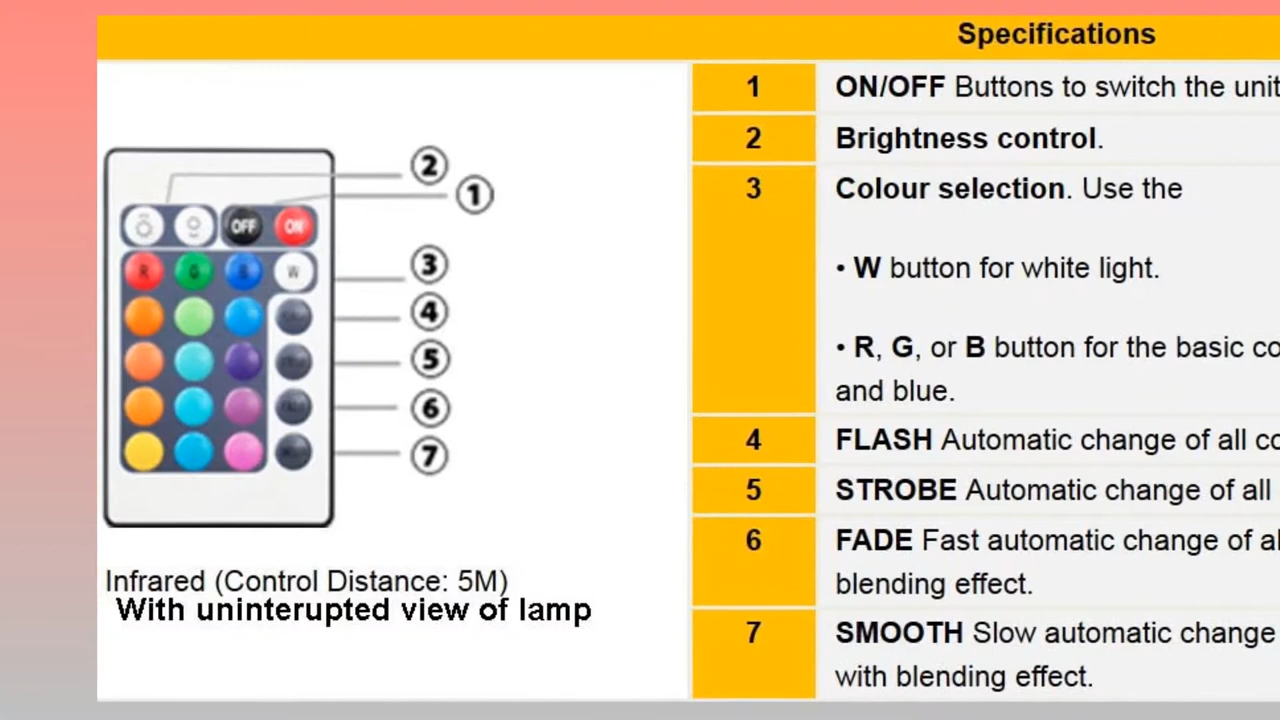 Specifications
2
1
OFF ON
R G B W
3
4
5
6
7
Infrared (Control Distance: 5M)
With uninterupted view of lamp
1 ON/OFF Buttons to switch the unit
2 Brightness control.
3 Colour selection. Use the
• W button for white light.
• R, G, or B button for the basic co
and blue.
4 FLASH Automatic change of all co
5 STROBE Automatic change of all
6 FADE Fast automatic change of al
blending effect.
7 SMOOTH Slow automatic change
with blending effect.